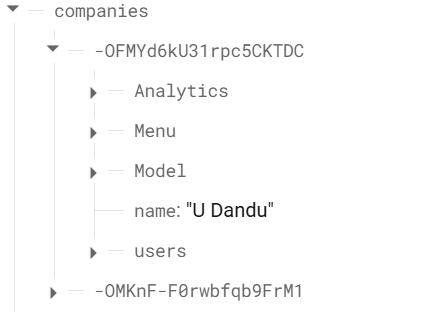 companies
-OFMYd6kU31rpc5CKTDC
Analytics
Menu
Model
name: "U Dandu"
users
-OMKnF-F0rwbfqb9FrM1